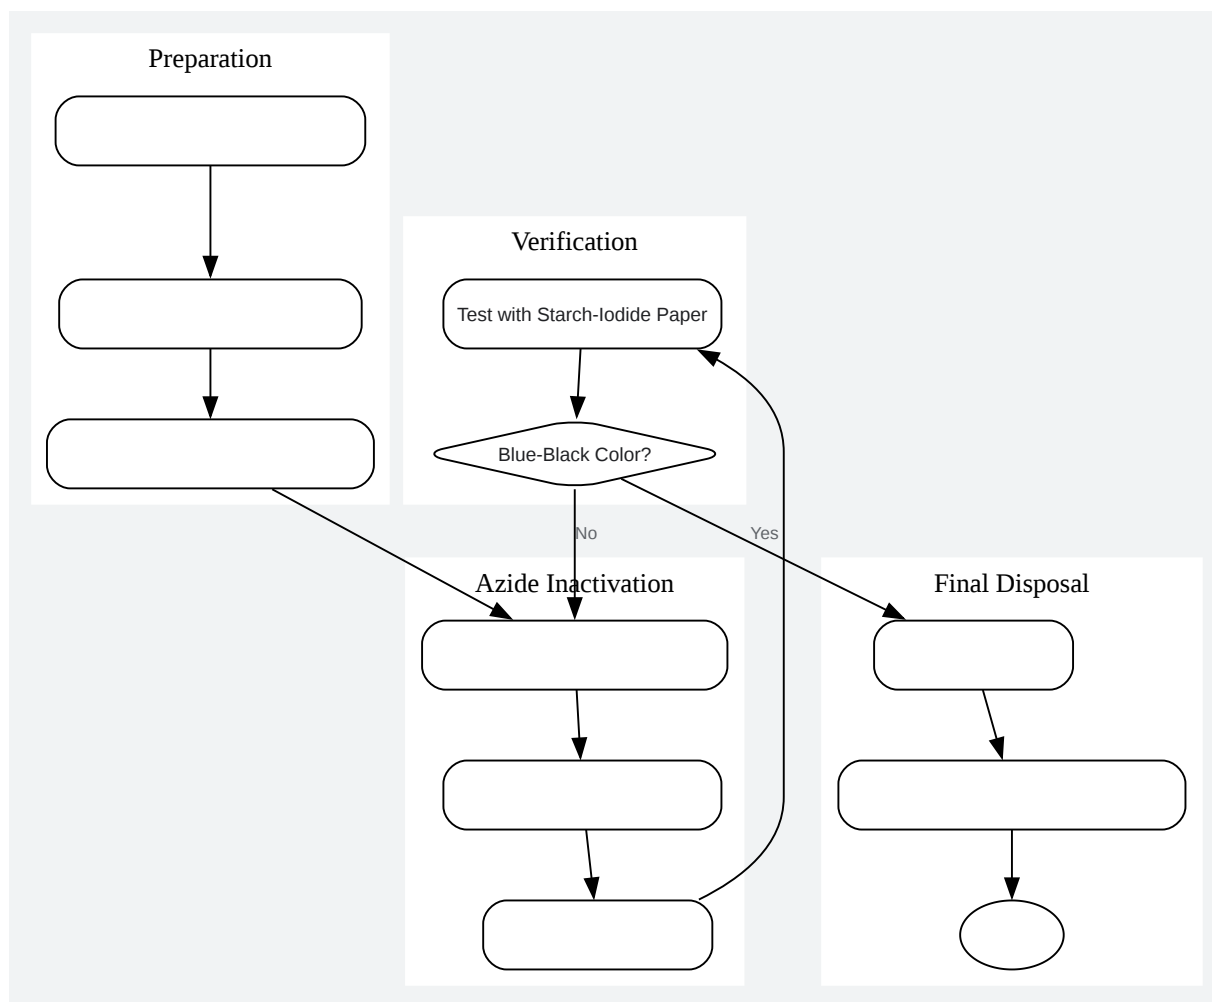 Preparation
Verification
Test with Starch-Iodide Paper
Blue-Black Color?
No
Yes
Azide Inactivation
Final Disposal